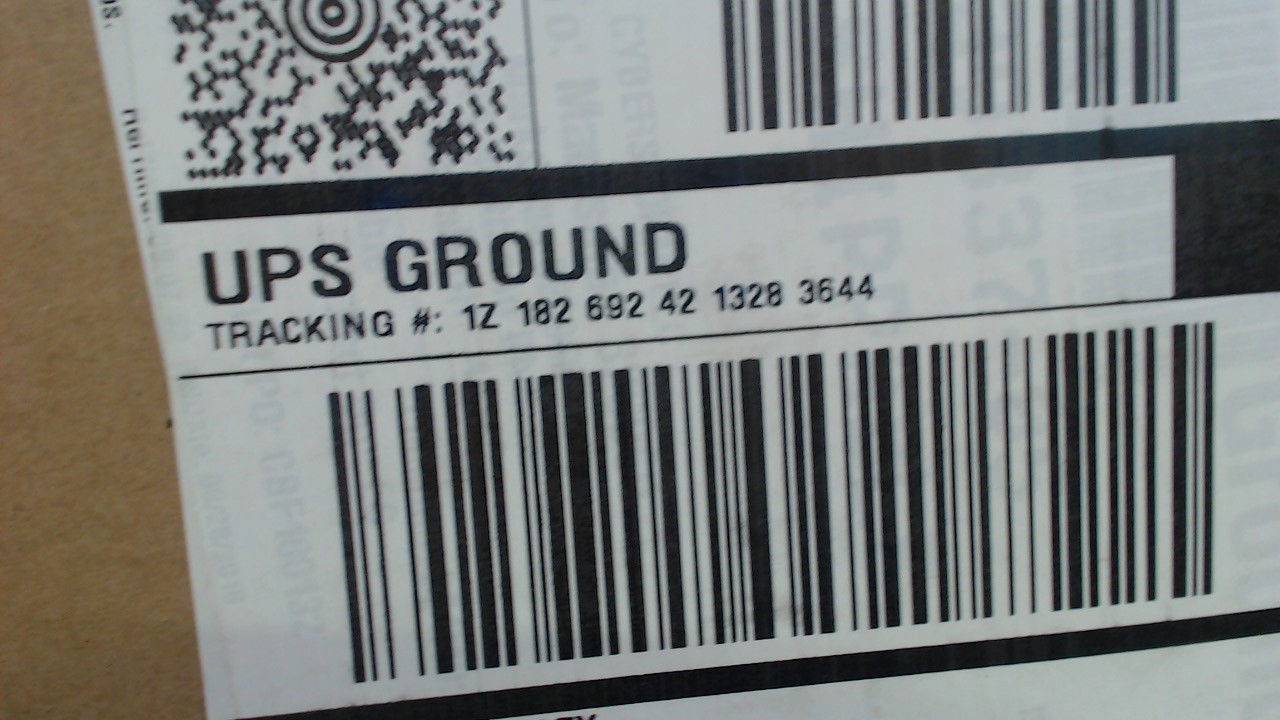 UPS GROUND
TRACKING #: 1Z 182 692 42 1328 3644